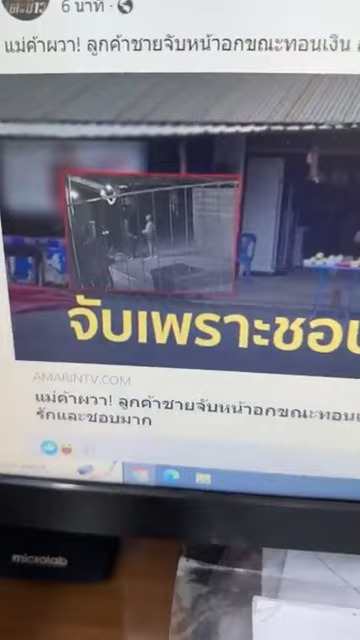 6 นาที ·
แม่ค้าผวา! ลูกค้าชายจับหน้าอกขณะทอนเงิน
จับเพราะชอบ
AMARINTV.COM
แม่ค้าผวา! ลูกค้าชายจับหน้าอกขณะทอน
รักและชอบมาก
microlab